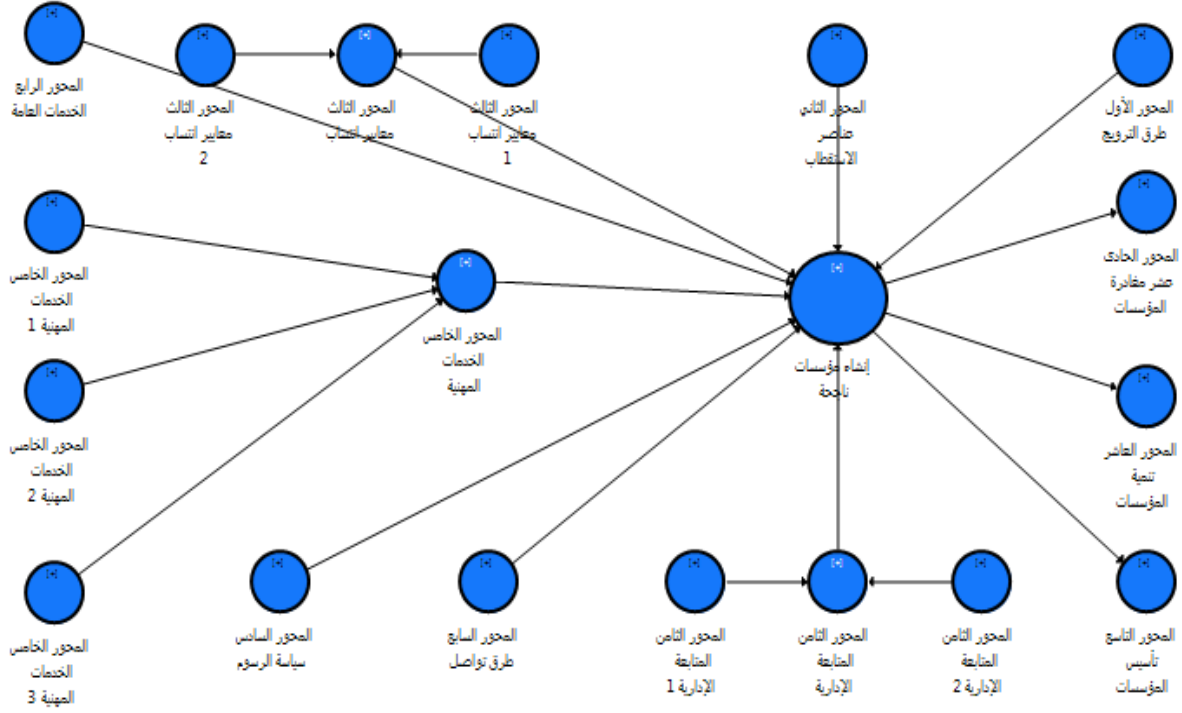 [+]
المحور الأول
طرق الترويج
[+]
المحور الثاني
عناصر
الاستقطاب
[+]
المحور الثالث
معايير انتساب
1
[+]
المحور الثالث
معايير انتساب
[+]
المحور الثالث
معايير انتساب
2
[+]
المحور الرابع
الخدمات العامة
[+]
المحور الحادى
عشر مغادرة
المؤسسات
[+]
إنشاء مؤسسات
ناجحة
[+]
المحور الخامس
الخدمات
المهنية
[+]
المحور الخامس
الخدمات
المهنية 1
[+]
المحور العاشر
تنمية
المؤسسات
[+]
المحور الخامس
الخدمات
المهنية 2
[+]
المحور التاسع
تأسيس
المؤسسات
[+]
المحور الثامن
المتابعة
الإدارية 2
[+]
المحور الثامن
المتابعة
الإدارية
[+]
المحور الثامن
المتابعة
الإدارية 1
[+]
المحور السابع
طرق تواصل
[+]
المحور السادس
سياسة الرسوم
[+]
المحور الخامس
الخدمات
المهنية 3